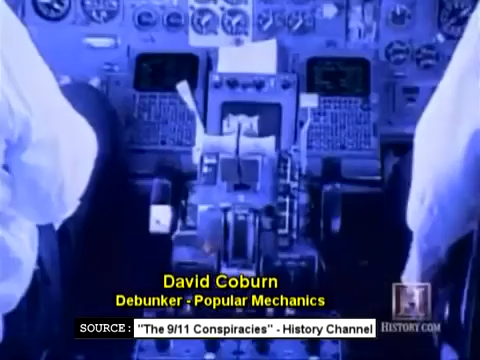 David Coburn
Debunker - Popular Mechanics
H
HISTORY.COM
SOURCE: "The 9/11 Conspiracies" - History Channel